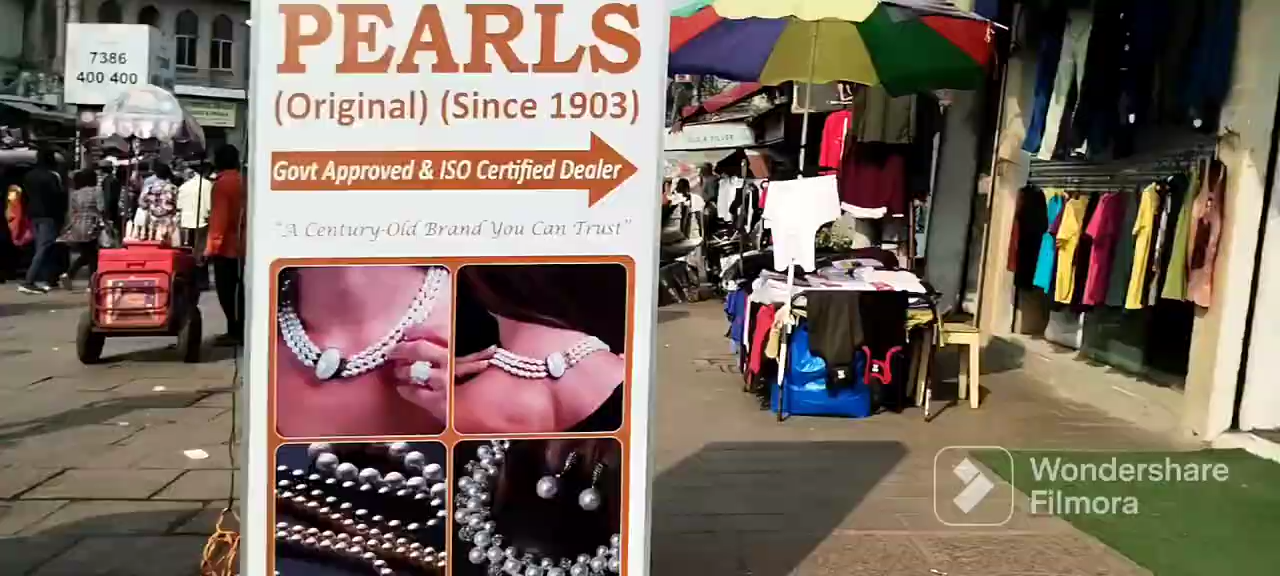 7386
400 400
PEARLS
(Original) (Since 1903)
Govt Approved & ISO Certified Dealer
"A Century-Old Brand You Can Trust"
Wondershare
Filmora